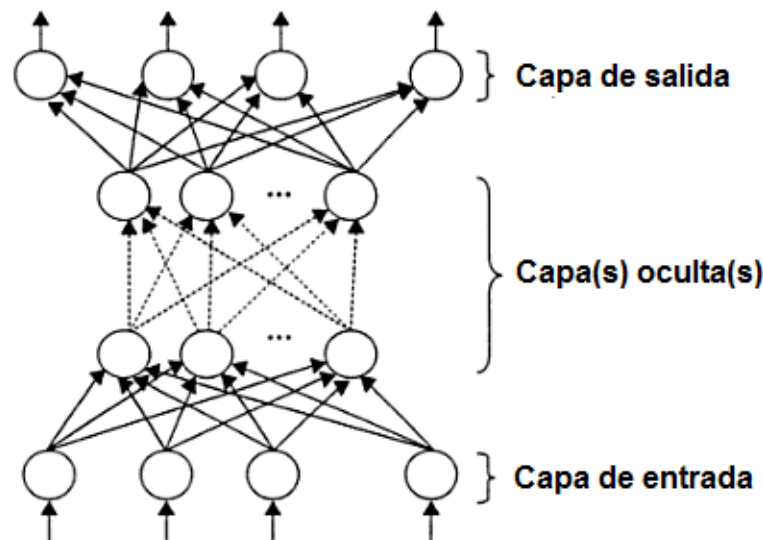 Capa de salida
...
Capa(s) oculta(s)
...
Capa de entrada